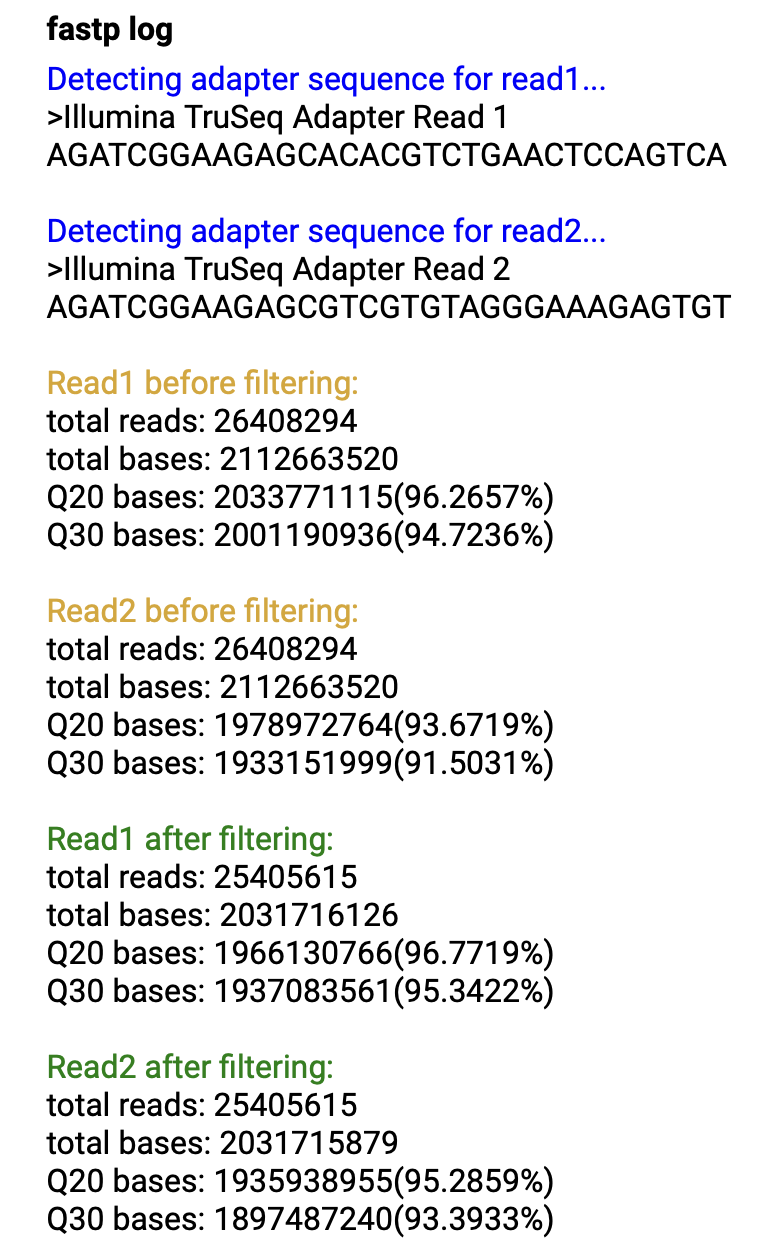 fastp log
Detecting adapter sequence for read1...
>Illumina TruSeq Adapter Read 1
AGATCGGAAGAGCACACGTCTGAACTCCAGTCA
Detecting adapter sequence for read2...
>Illumina TruSeq Adapter Read 2
AGATCGGAAGAGCGTCGTGTAGGGAAAGAGTGT
Read1 before filtering:
total reads: 26408294
total bases: 2112663520
Q20 bases: 2033771115(96.2657%)
Q30 bases: 2001190936(94.7236%)
Read2 before filtering:
total reads: 26408294
total bases: 2112663520
Q20 bases: 1978972764(93.6719%)
Q30 bases: 1933151999(91.5031%)
Read1 after filtering:
total reads: 25405615
total bases: 2031716126
Q20 bases: 1966130766(96.7719%)
Q30 bases: 1937083561(95.3422%)
Read2 after filtering:
total reads: 25405615
total bases: 2031715879
Q20 bases: 1935938955(95.2859%)
Q30 bases: 1897487240(93.3933%)